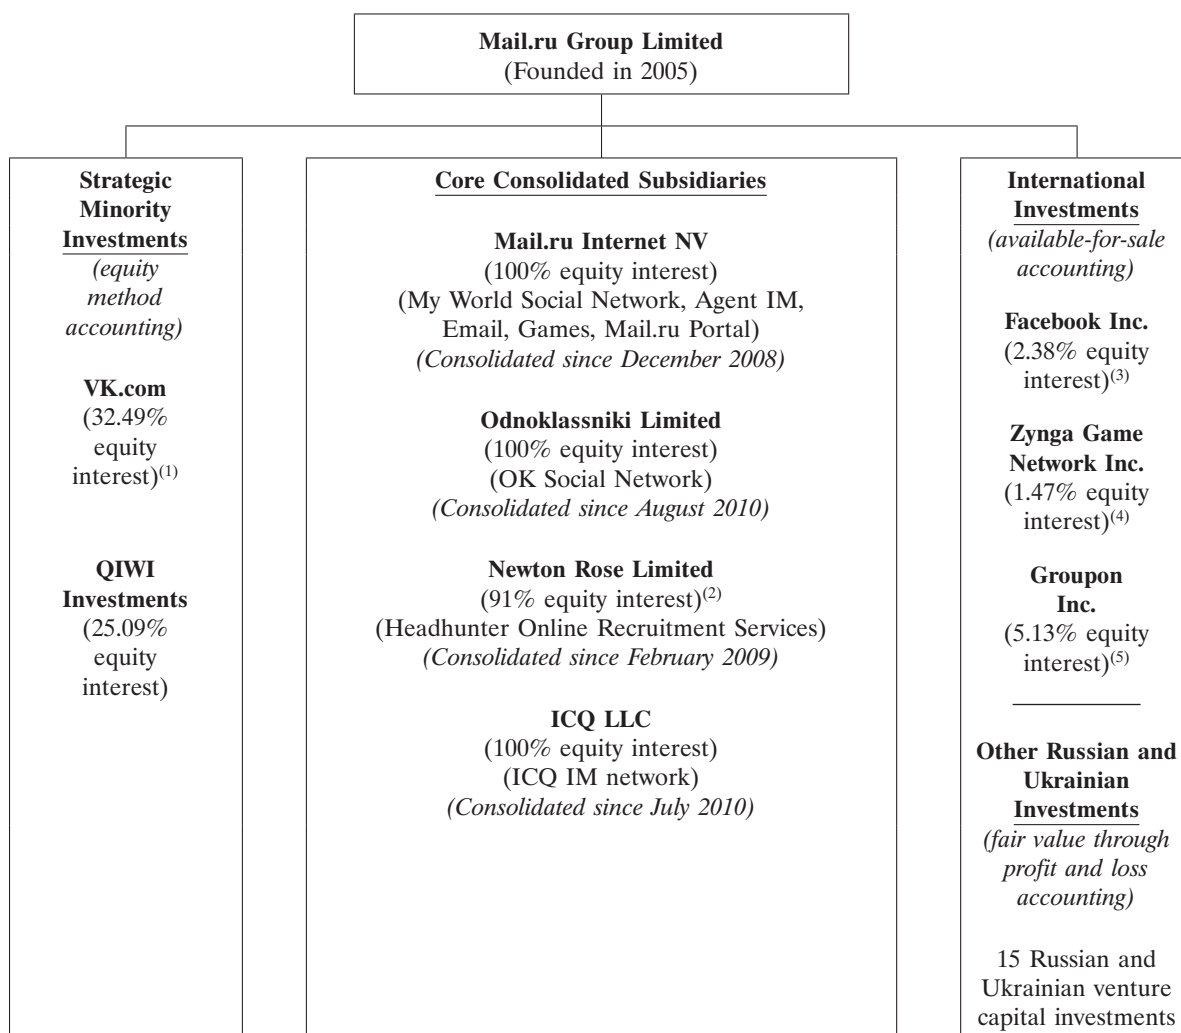 Mail.ru Group Limited
(Founded in 2005)
Strategic
Minority
Investments
(equity
method
accounting)
VK.com
(32.49%
equity
interest)(1)
QIWI
Investments
(25.09%
equity
interest)
Core Consolidated Subsidiaries
Mail.ru Internet NV
(100% equity interest)
(My World Social Network, Agent IM,
Email, Games, Mail.ru Portal)
(Consolidated since December 2008)
Odnoklassniki Limited
(100% equity interest)
(OK Social Network)
(Consolidated since August 2010)
Newton Rose Limited
(91% equity interest)(2)
(Headhunter Online Recruitment Services)
(Consolidated since February 2009)
ICQ LLC
(100% equity interest)
(ICQ IM network)
(Consolidated since July 2010)
International
Investments
(available-for-sale
accounting)
Facebook Inc.
(2.38% equity
interest)(3)
Zynga Game
Network Inc.
(1.47% equity
interest)(4)
Groupon
Inc.
(5.13% equity
interest)(5)
Other Russian and
Ukrainian
Investments
(fair value through
profit and loss
accounting)
15 Russian and
Ukrainian venture
capital investments